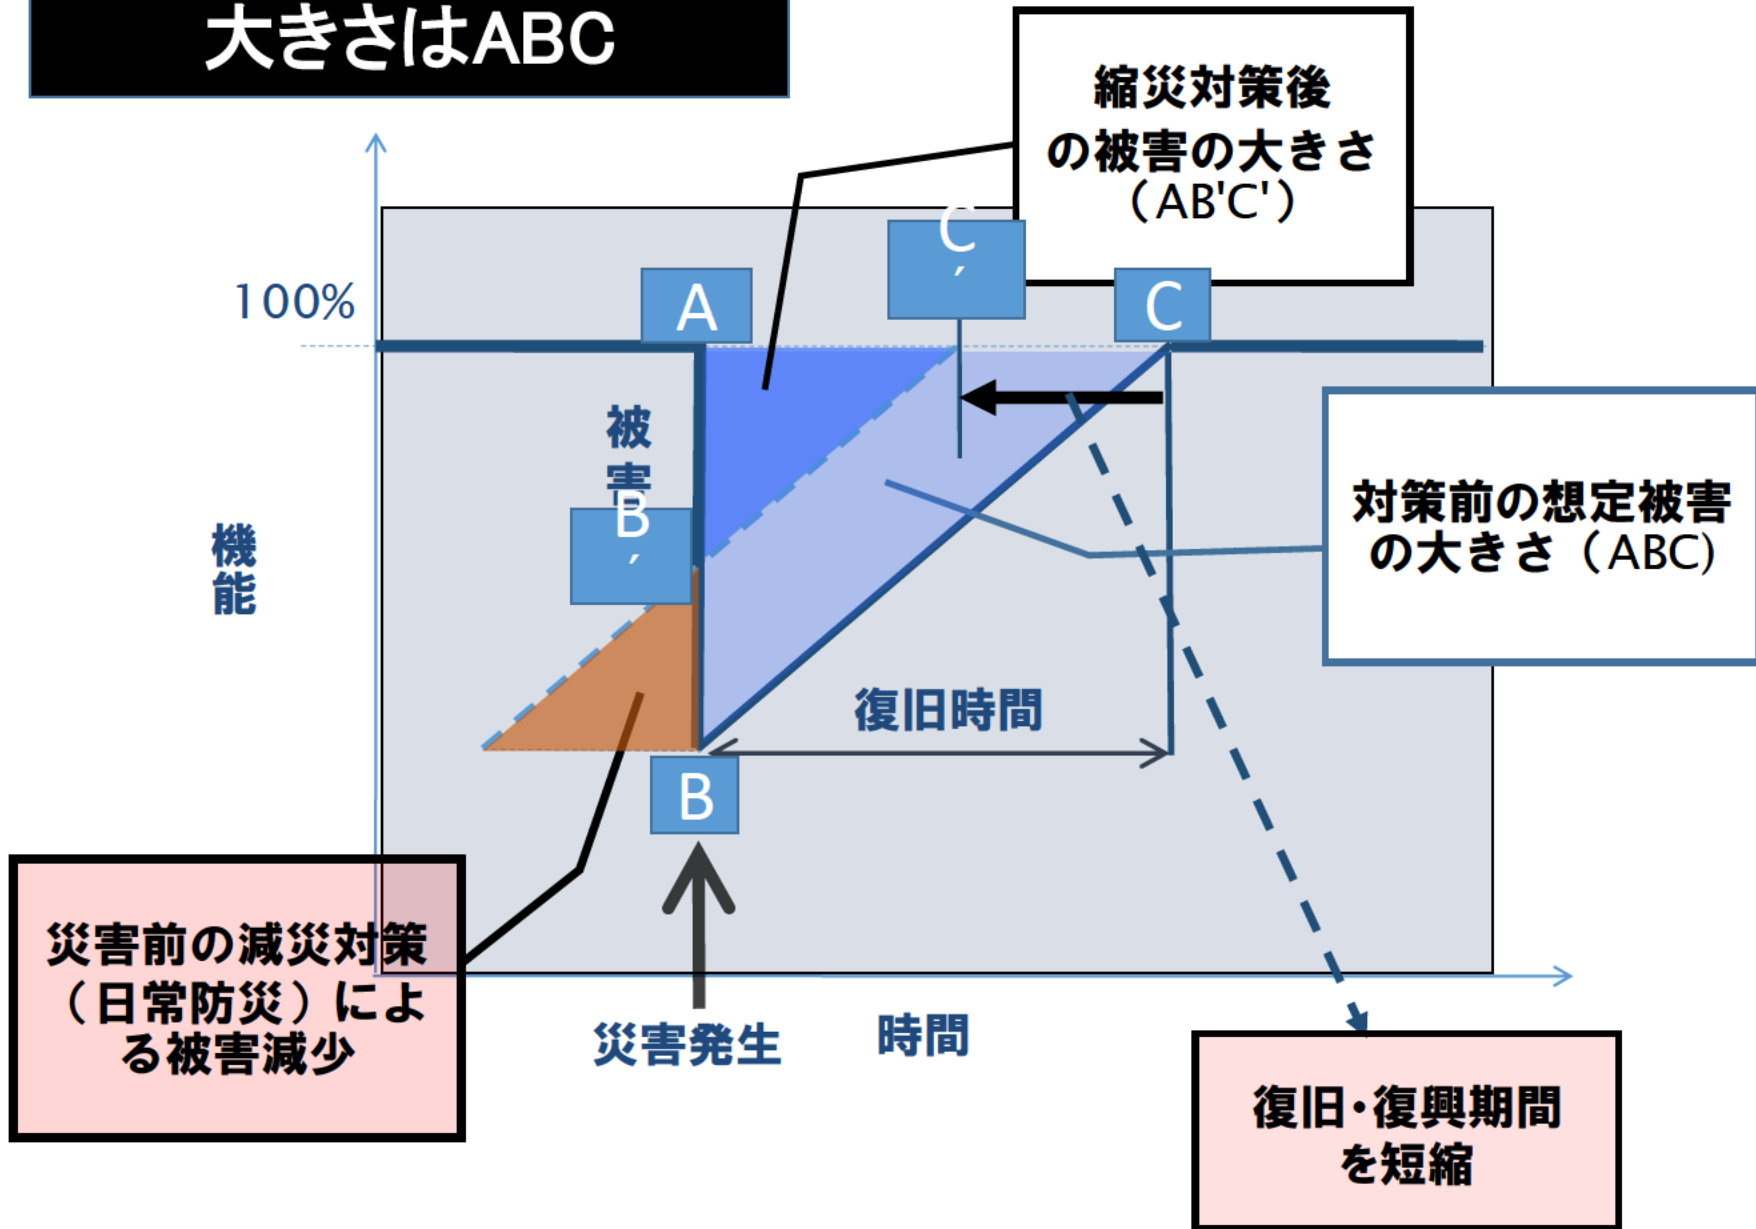 大きさはABC
縮災対策後
の被害の大きさ
（AB'C'）
C
´
A
C
100%
被
害
B
´
機
能
対策前の想定被害
の大きさ（ABC)
復旧時間
B
災害前の減災対策
（日常防災）によ
る被害減少
災害発生
時間
復旧･復興期間
を短縮